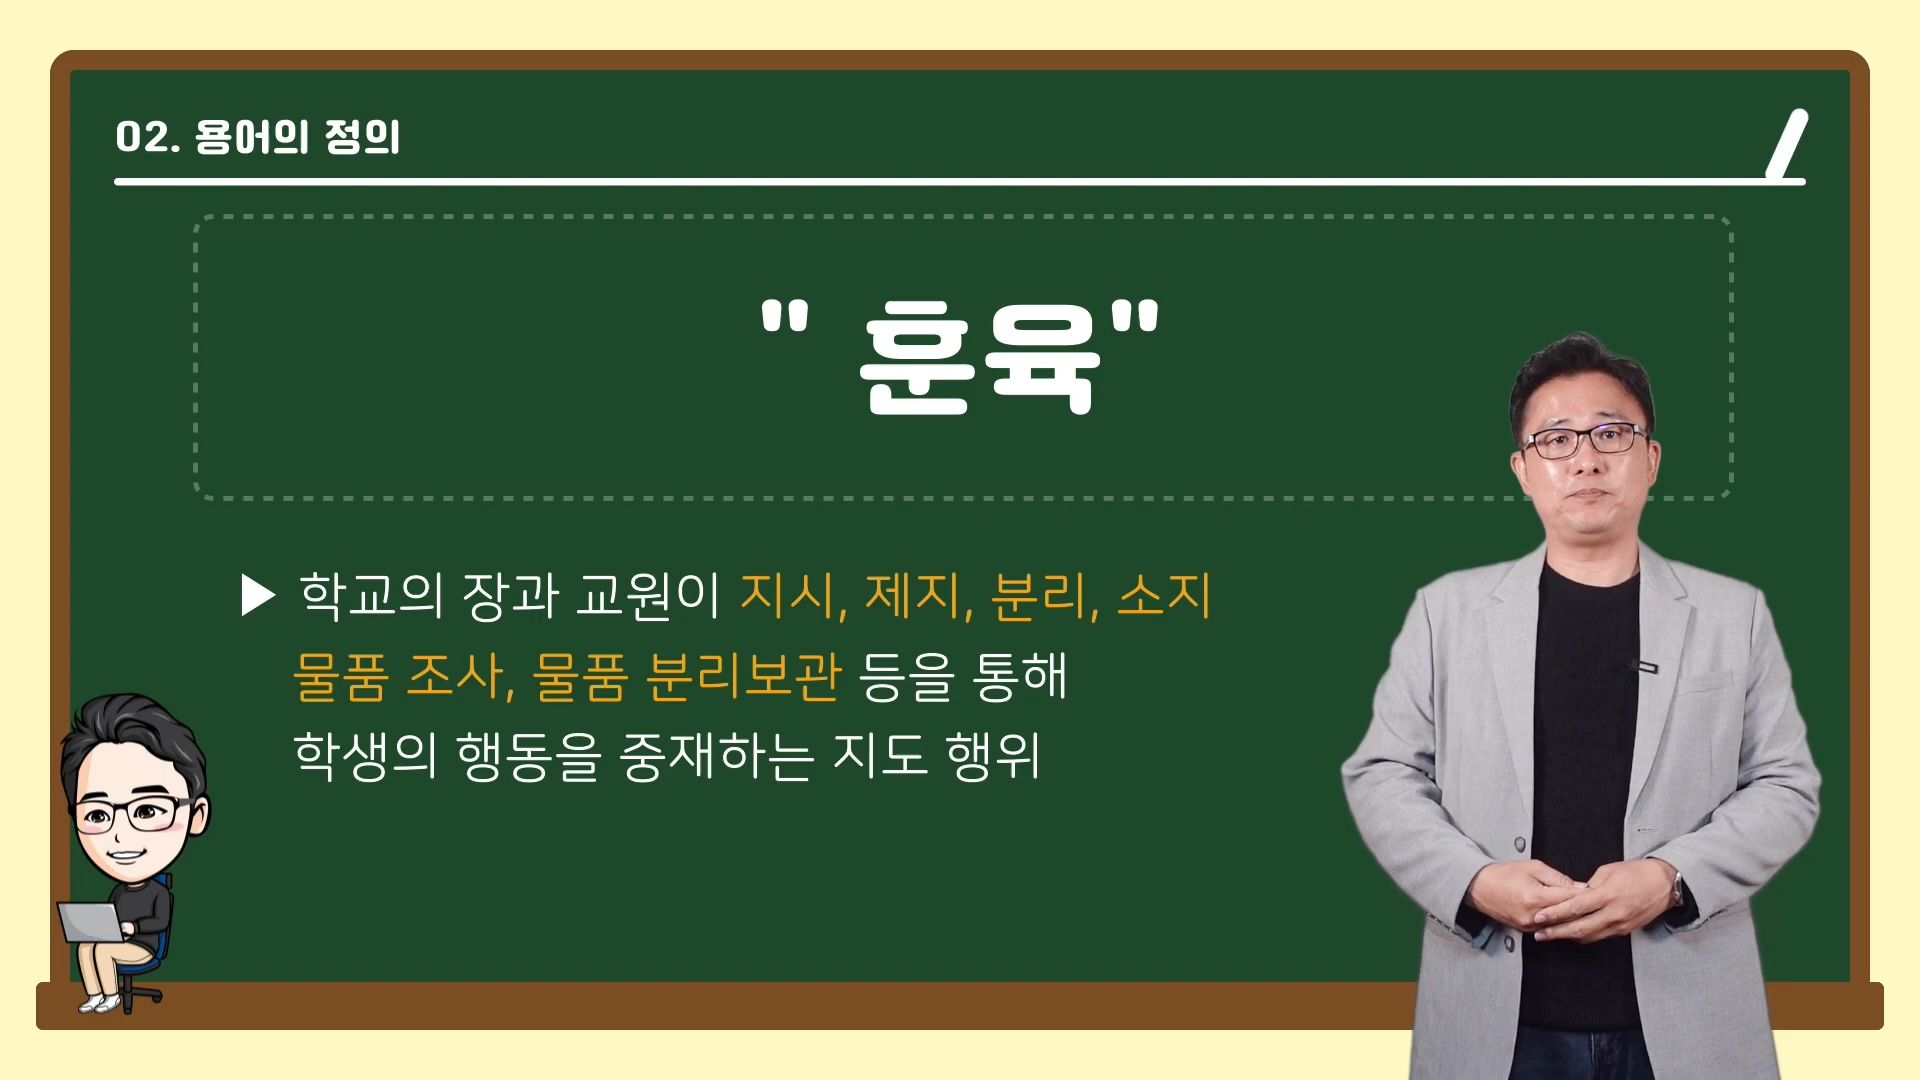 02. 용어의 정의
" 훈육"
▶ 학교의 장과 교원이 지시, 제지, 분리, 소지
물품 조사, 물품 분리보관 등을 통해
학생의 행동을 중재하는 지도 행위